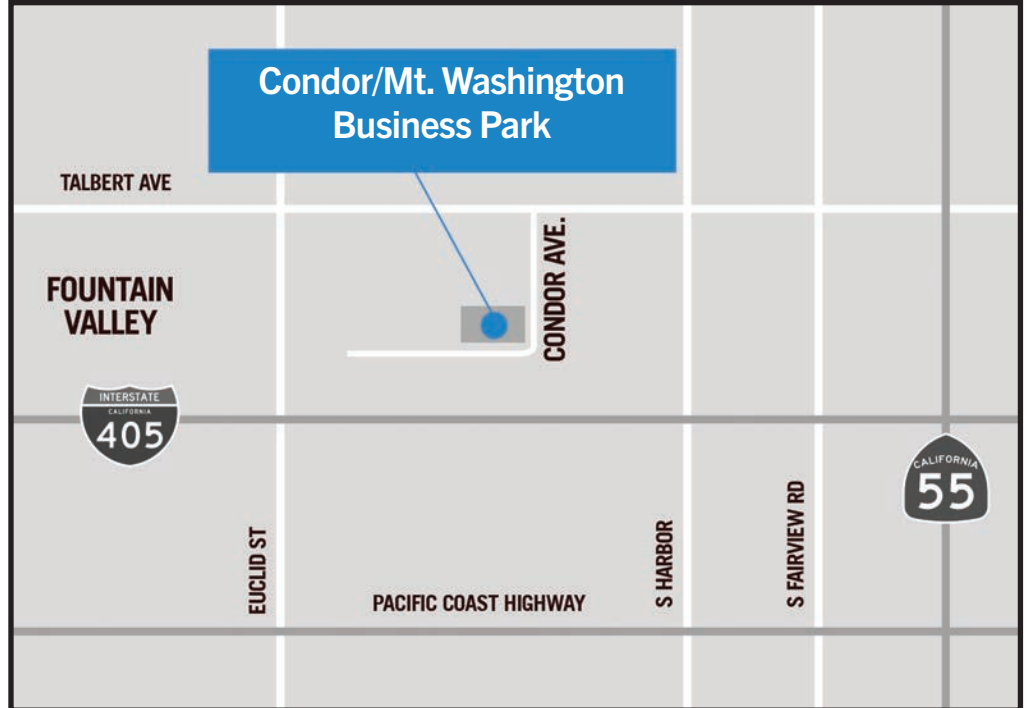 Condor/Mt. Washington
Business Park
TALBERT AVE
CONDOR AVE.
FOUNTAIN
VALLEY
INTERSTATE
CALIFORNIA
405
CALIFORNIA
55
EUCLID ST
PACIFIC COAST HIGHWAY
S HARBOR
S FAIRVIEW RD